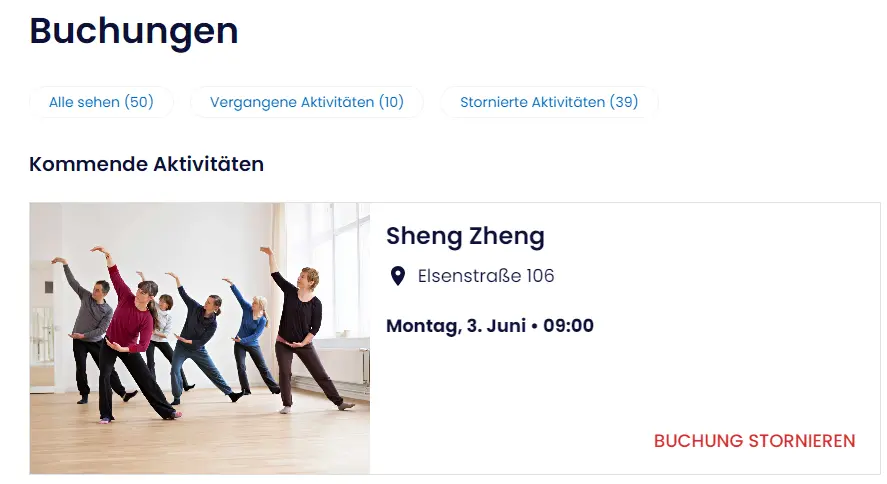 Buchungen
Alle sehen (50) Vergangene Aktivitäten (10) Stornierte Aktivitäten (39)
Kommende Aktivitäten
Sheng Zheng
Elsenstraße 106
Montag, 3. Juni • 09:00
BUCHUNG STORNIEREN